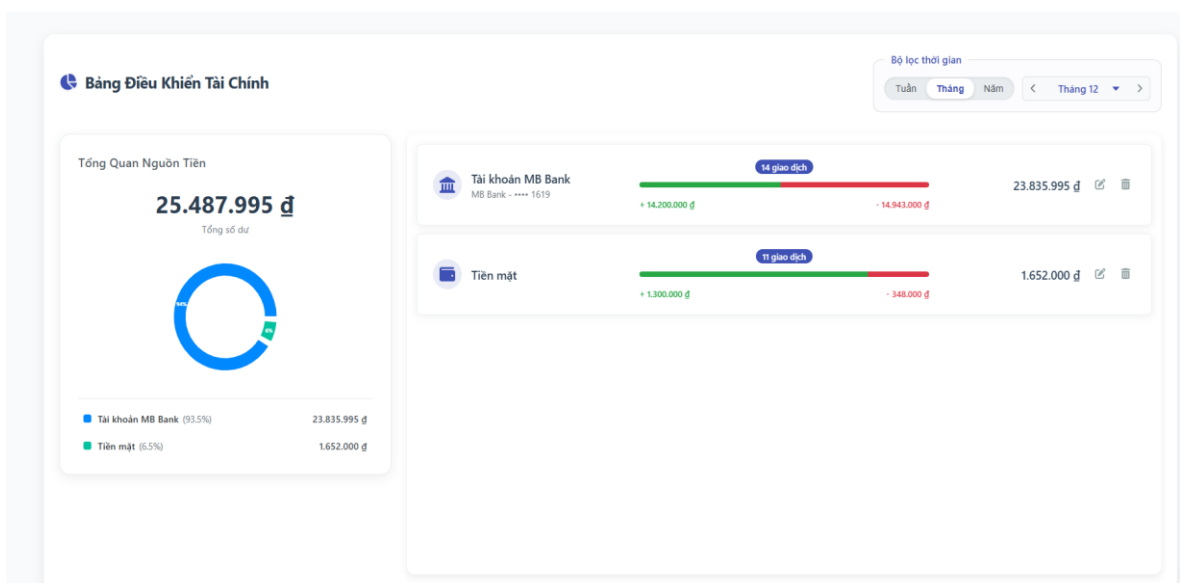 Bảng Điều Khiển Tài Chính
Bộ lọc thời gian
Tuần Tháng Năm < Tháng 12 >
Tổng Quan Nguồn Tiền
25.487.995 ₫
Tổng số dư
94%
6%
Tài khoản MB Bank (93.5%) 23.835.995 ₫
Tiền mặt (6.5%) 1.652.000 ₫
14 giao dịch
Tài khoản MB Bank
MB Bank - •••• 1619
+ 14.200.000 ₫ - 14.943.000 ₫
23.835.995 ₫
11 giao dịch
Tiền mặt
+ 1.300.000 ₫ - 348.000 ₫
1.652.000 ₫